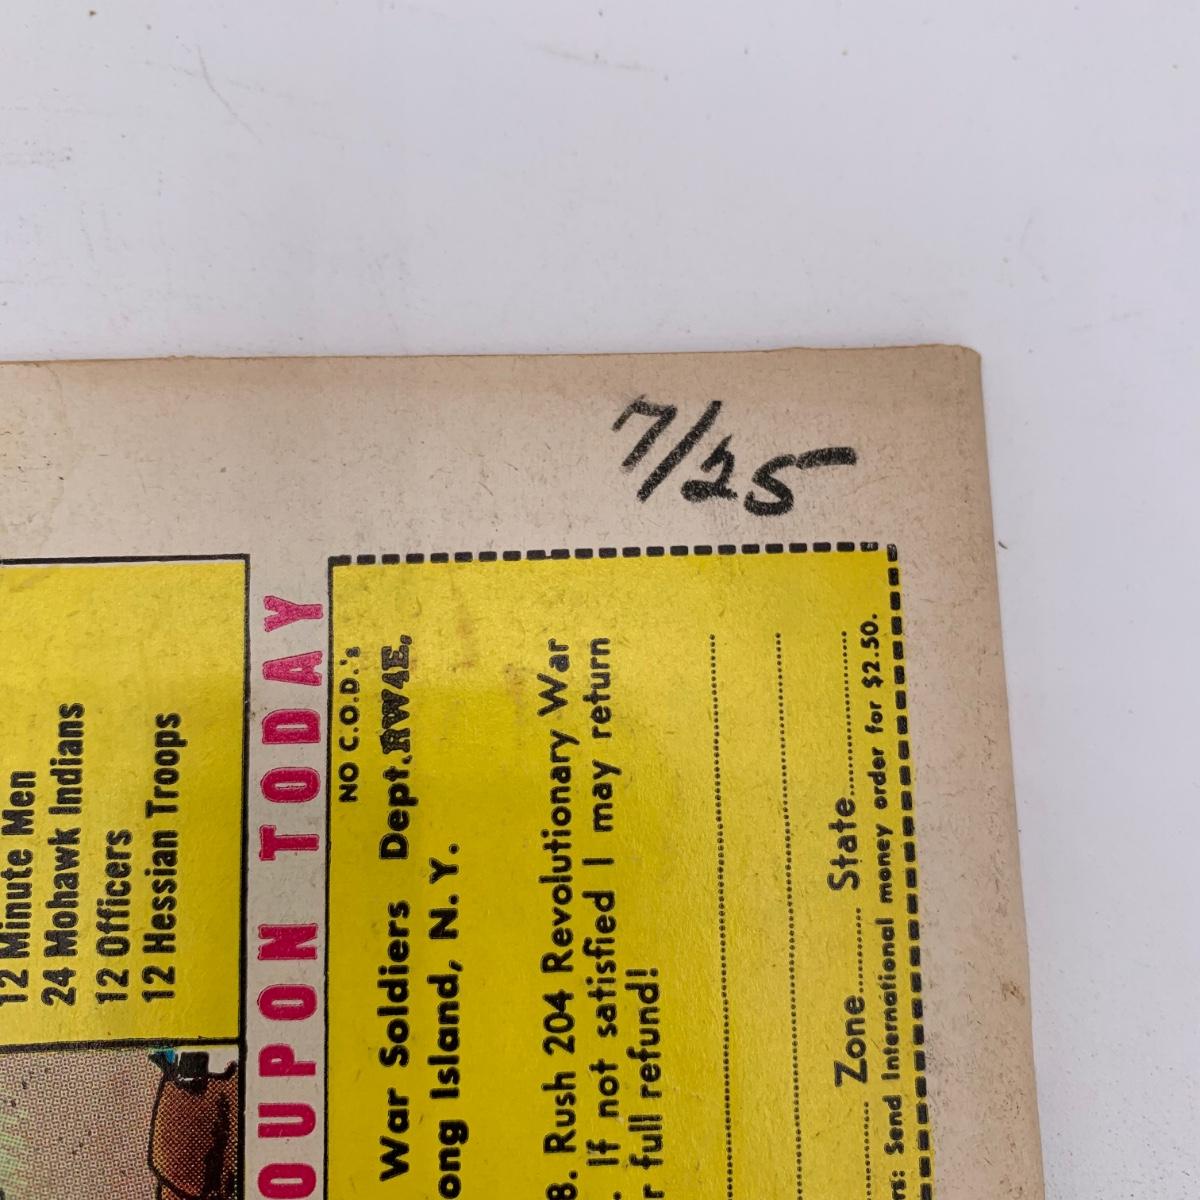 7/25
12 Minute Men
24 Mohawk Indians
12 Officers
12 Hessian Troops
OUPON TODAY
NO C.O.D.'s
War Soldiers Dept. RW4E,
ong Island, N. Y.
8. Rush 204 Revolutionary War
. If not satisfied I may return
r full refund!
Zone.......... State..........
rs: Send International money order for $2.50.